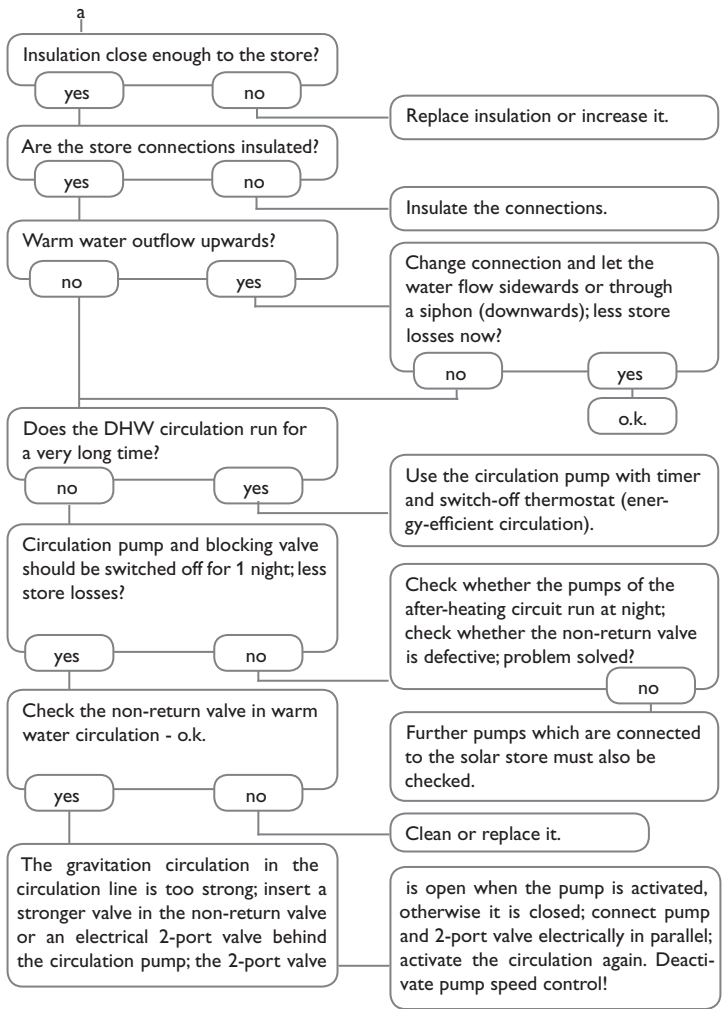 a
Insulation close enough to the store?
yes
no
Replace insulation or increase it.
Are the store connections insulated?
yes
no
Insulate the connections.
Warm water outflow upwards?
no
yes
Change connection and let the
water flow sidewards or through
a siphon (downwards); less store
losses now?
no
yes
o.k.
Does the DHW circulation run for
a very long time?
no
yes
Use the circulation pump with timer
and switch-off thermostat (ener-
gy-efficient circulation).
Circulation pump and blocking valve
should be switched off for 1 night; less
store losses?
yes
no
Check whether the pumps of the
after-heating circuit run at night;
check whether the non-return valve
is defective; problem solved?
no
Further pumps which are connected
to the solar store must also be
checked.
Check the non-return valve in warm
water circulation - o.k.
yes
no
Clean or replace it.
The gravitation circulation in the
circulation line is too strong; insert a
stronger valve in the non-return valve
or an electrical 2-port valve behind
the circulation pump; the 2-port valve
is open when the pump is activated,
otherwise it is closed; connect pump
and 2-port valve electrically in parallel;
activate the circulation again. Deacti-
vate pump speed control!